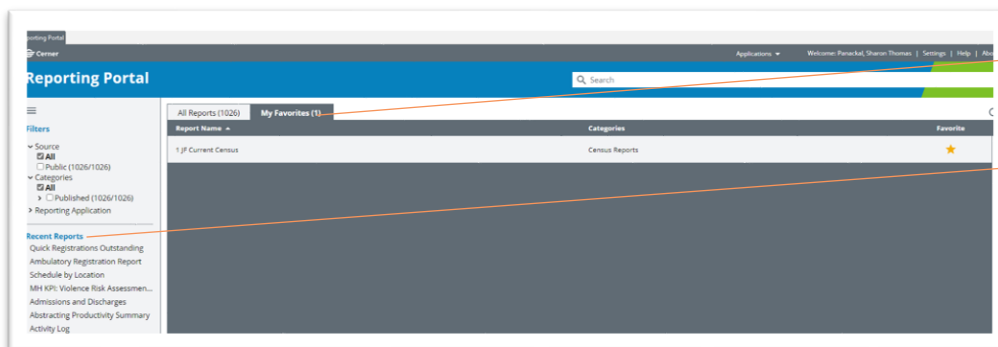 orting Portal
Cerner
Applications
Welcome: Panackal, Sharon Thomas | Settings | Help | Abo
Reporting Portal
Search
Filters
Source
All
Public (1026/1026)
Categories
All
Published (1026/1026)
Reporting Application
Recent Reports
Quick Registrations Outstanding
Ambulatory Registration Report
Schedule by Location
MH KPI: Violence Risk Assessmen...
Admissions and Discharges
Abstracting Productivity Summary
Activity Log
All Reports (1026)
My Favorites (1)
Report Name
Categories
Favorite
1 JF Current Census
Census Reports